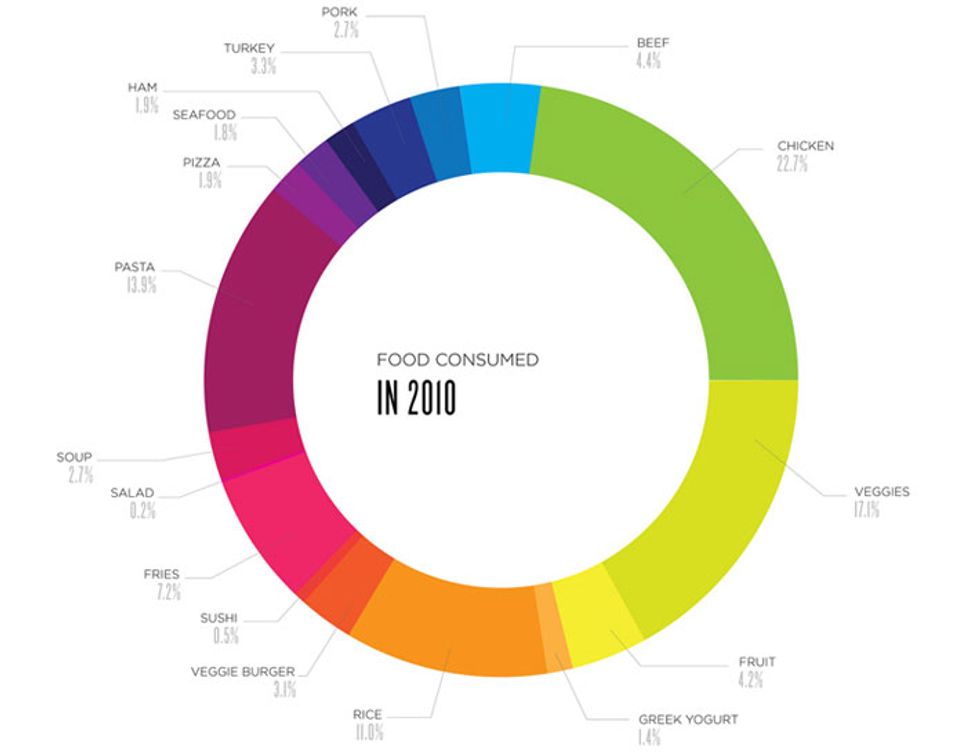 PORK
2.7%
TURKEY
3.3%
BEEF
4.4%
HAM
1.9%
SEAFOOD
1.8%
CHICKEN
22.7%
PIZZA
1.9%
PASTA
13.9%
FOOD CONSUMED
IN 2010
SOUP
2.7%
SALAD
0.2%
VEGGIES
17.1%
FRIES
7.2%
SUSHI
0.5%
VEGGIE BURGER
3.1%
FRUIT
4.2%
RICE
11.0%
GREEK YOGURT
1.4%